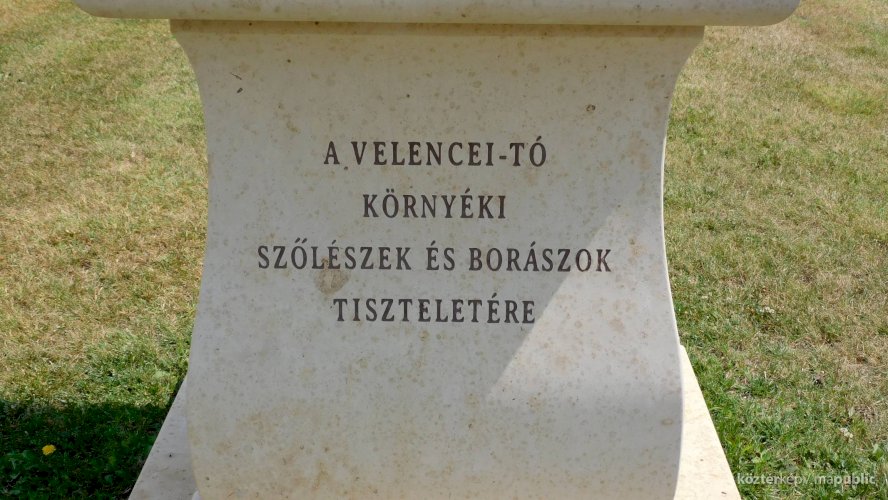 A VELENCEI-TÓ
KÖRNYÉKI
SZŐLÉSZEK ÉS BORÁSZOK
TISZTELETÉRE
köztérkép/ mapublic